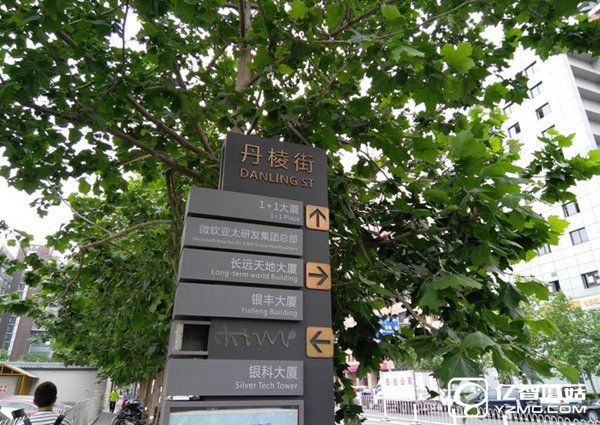 丹棱街
DANLING ST
1+1大厦
1+1 Plaza
微软亚太研发集团总部
Microsoft Asia-Pacific R&D Group Headquarters
长远天地大厦
Long-term world Building
银丰大厦
Yinfeng Building
银科大厦
Silver Tech Tower
亿智蘑菇
YZMG.COM